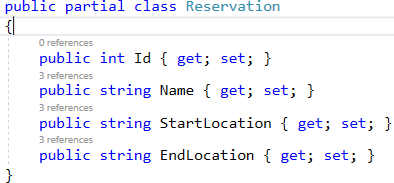 public partial class Reservation
{
0 references
public int Id { get; set; }
3 references
public string Name { get; set; }
3 references
public string StartLocation { get; set; }
3 references
public string EndLocation { get; set; }
}